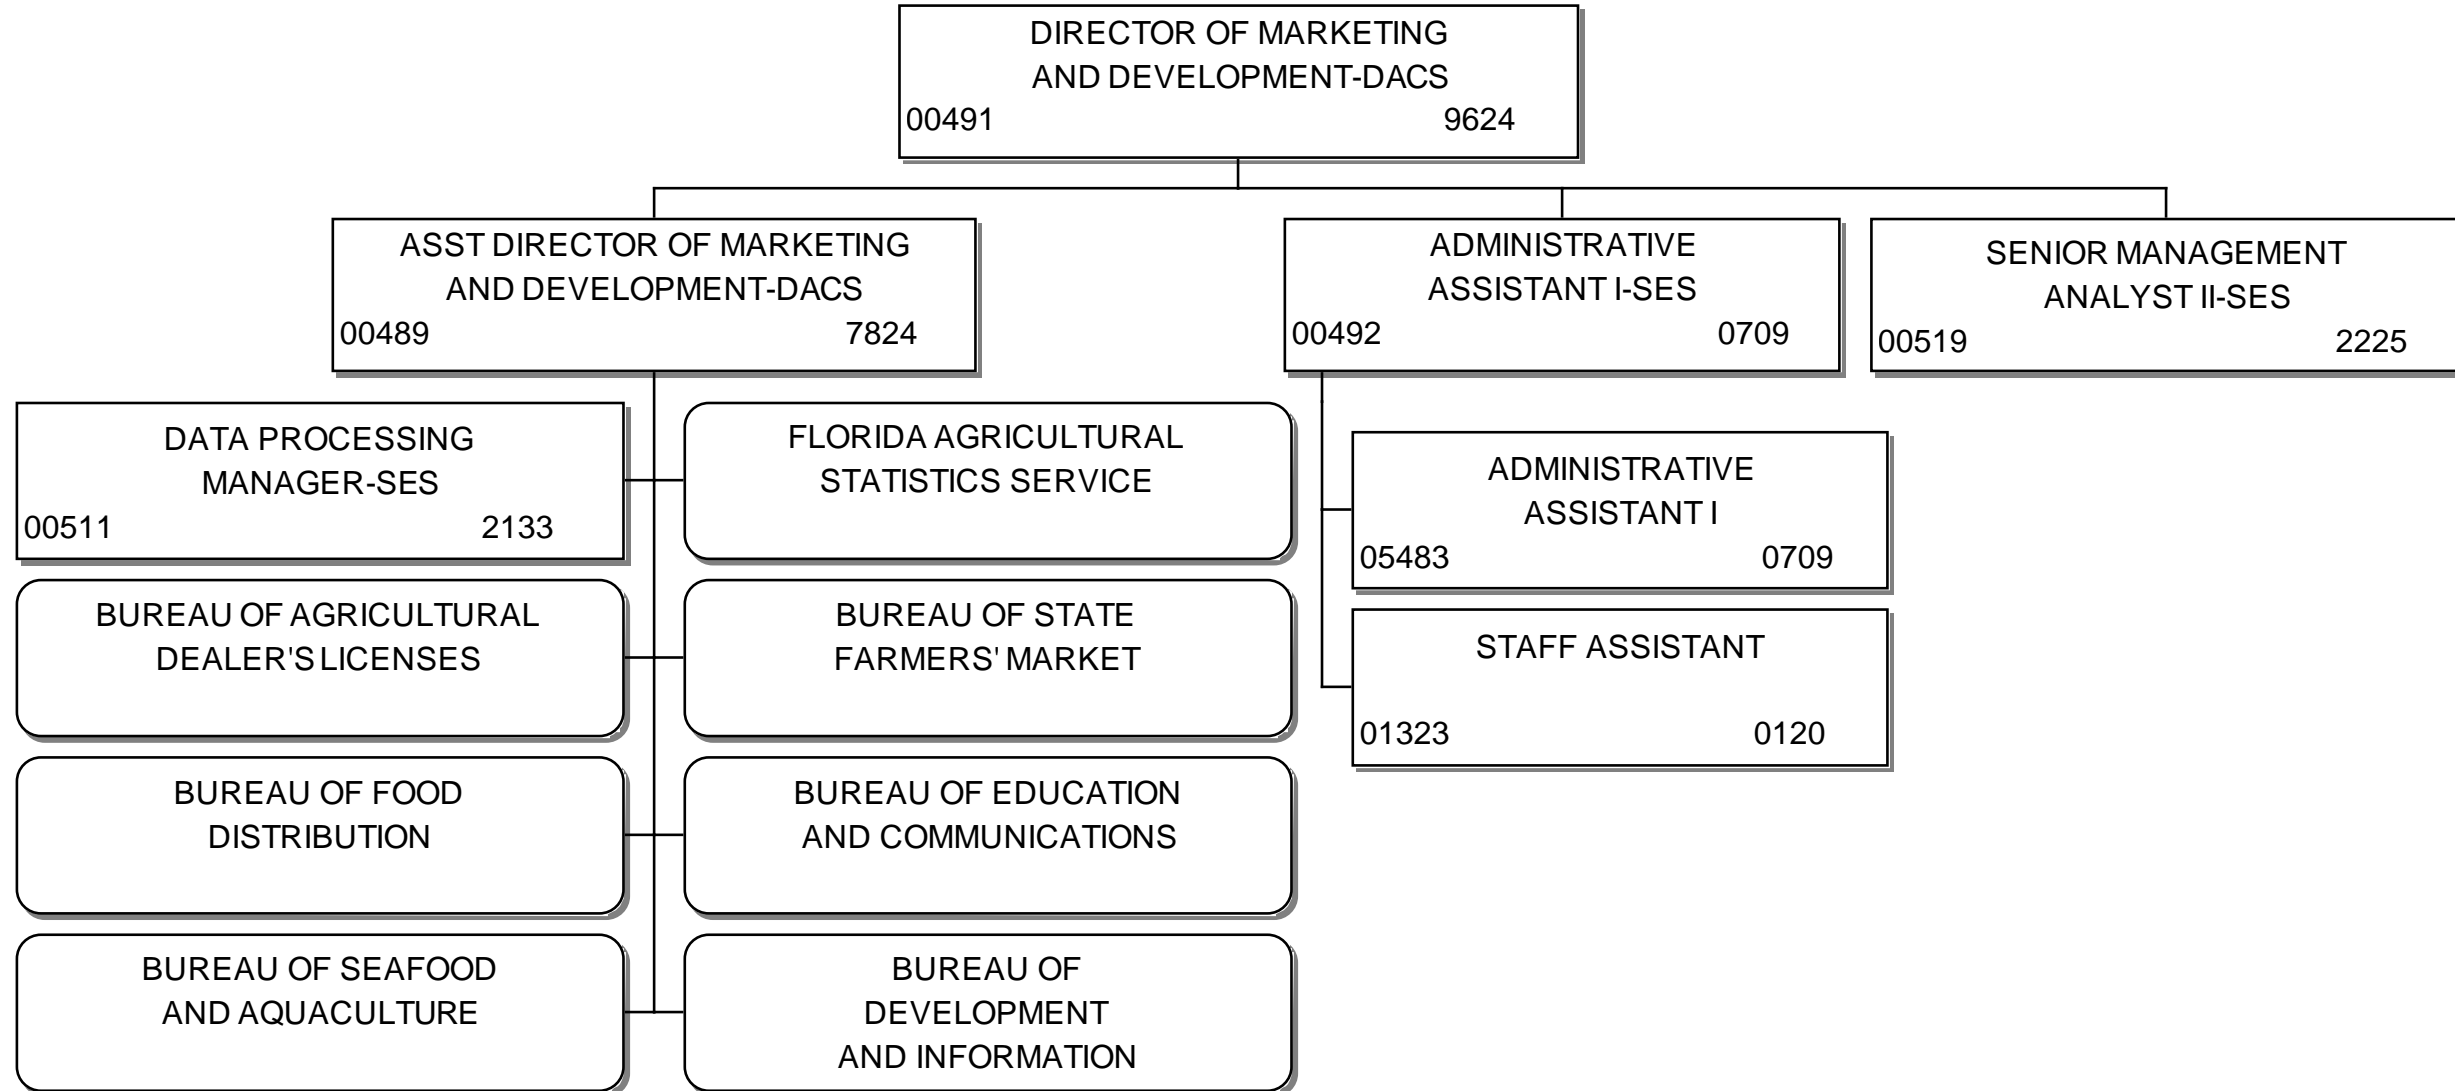 DIRECTOR OF MARKETING
AND DEVELOPMENT-DACS
00491 9624
ASST DIRECTOR OF MARKETING
AND DEVELOPMENT-DACS
00489 7824
ADMINISTRATIVE
ASSISTANT I-SES
00492 0709
SENIOR MANAGEMENT
ANALYST II-SES
00519 2225
DATA PROCESSING
MANAGER-SES
00511 2133
FLORIDA AGRICULTURAL
STATISTICS SERVICE
ADMINISTRATIVE
ASSISTANT I
05483 0709
BUREAU OF AGRICULTURAL
DEALER'S LICENSES
BUREAU OF STATE
FARMERS' MARKET
STAFF ASSISTANT
01323 0120
BUREAU OF FOOD
DISTRIBUTION
BUREAU OF EDUCATION
AND COMMUNICATIONS
BUREAU OF SEAFOOD
AND AQUACULTURE
BUREAU OF
DEVELOPMENT
AND INFORMATION